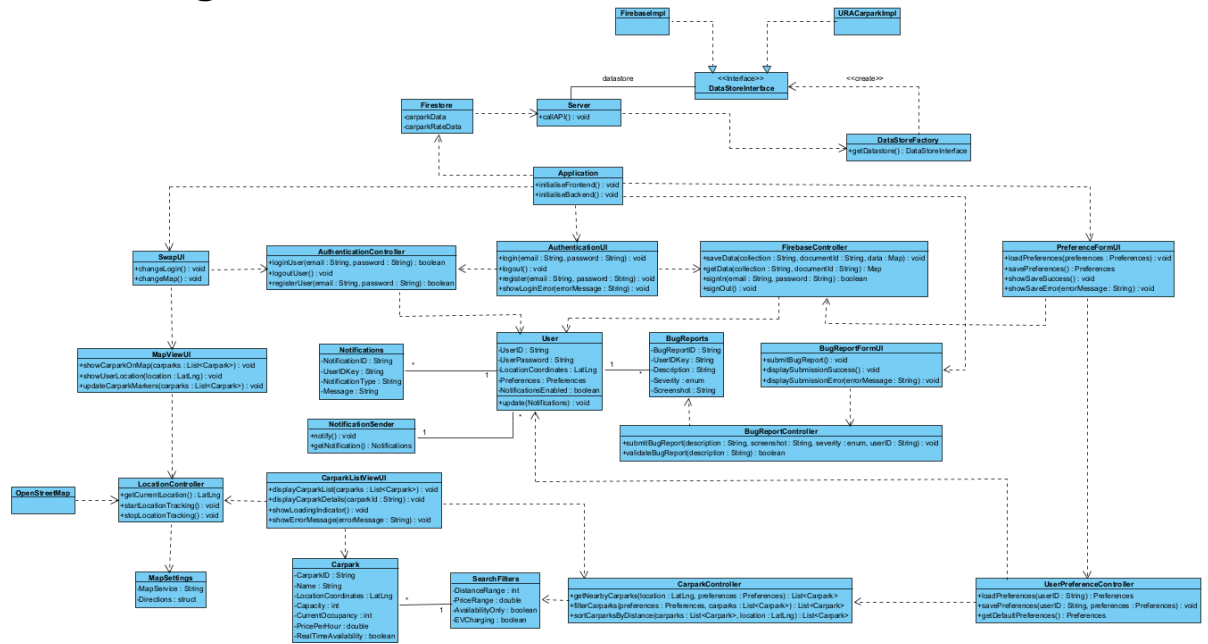 FirebaseImpl
URACarparkImpl
datastore
<<Interface>>
DataStoreInterface
<<create>>
Firestore
-carparkData
-carparkRateData
Server
+callAPI() : void
DataStoreFactory
+getDatastore() : DataStoreInterface
Application
+initialiseFrontend() : void
+initialiseBackend() : void
SwapUI
+changeLogin() : void
+changeMap() : void
AuthenticationController
+loginUser(email : String, password : String) : boolean
+logoutUser() : void
+registerUser(email : String, password : String) : boolean
AuthenticationUI
+login(email : String, password : String) : void
+logout() : void
+register(email : String, password : String) : void
+showLoginError(errorMessage : String) : void
FirebaseController
+saveData(collection : String, documentId : String, data : Map) : void
+getData(collection : String, documentId : String) : Map
+signIn(email : String, password : String) : boolean
+signOut() : void
PreferenceFormUI
+loadPreferences(preferences : Preferences) : void
+savePreferences() : Preferences
+showSaveSuccess() : void
+showSaveError(errorMessage : String) : void
MapViewUI
+showCarparkOnMap(carparks : List<Carpark>) : void
+showUserLocation(location : LatLng) : void
+updateCarparkMarkers(carparks : List<Carpark>) : void
Notifications
-NotificationID : String
-UserIDKey : String
-NotificationType : String
-Message : String
*
1
User
-UserID : String
-UserPassword : String
-LocationCoordinates : LatLng
-Preferences : Preferences
-NotificationsEnabled : boolean
+update(Notifications) : void
1
*
BugReports
-BugReportID : String
-UserIDKey : String
-Description : String
-Severity : enum
-Screenshot : String
BugReportFormUI
+submitBugReport() : void
+displaySubmissionSuccess() : void
+displaySubmissionError(errorMessage : String) : void
NotificationSender
+notify() : void
+getNotification() : Notifications
1
*
BugReportController
+submitBugReport(description : String, screenshot : String, severity : enum, userID : String) : void
+validateBugReport(description : String) : boolean
OpenStreetMap
LocationController
+getCurrentLocation() : LatLng
+startLocationTracking() : void
+stopLocationTracking() : void
CarparkListViewUI
+displayCarparkList(carparks : List<Carpark>) : void
+displayCarparkDetails(carparkId : String) : void
+showLoadingIndicator() : void
+showErrorMessage(errorMessage : String) : void
MapSettings
-MapService : String
-Directions : struct
Carpark
-CarparkID : String
-Name : String
-LocationCoordinates : LatLng
-Capacity : int
-CurrentOccupancy : int
-PricePerHour : double
-RealTimeAvailability : boolean
*
1
SearchFilters
-DistanceRange : int
-PriceRange : double
-AvailabilityOnly : boolean
-EVCharging : boolean
CarparkController
+getNearbyCarparks(location : LatLng, preferences : Preferences) : List<Carpark>
+filterCarparks(preferences : Preferences, carparks : List<Carpark>) : List<Carpark>
+sortCarparksByDistance(carparks : List<Carpark>, location : LatLng) : List<Carpark>
UserPreferenceController
+loadPreferences(userID : String) : Preferences
+savePreferences(userID : String, preferences : Preferences) : void
+getDefaultPreferences() : Preferences